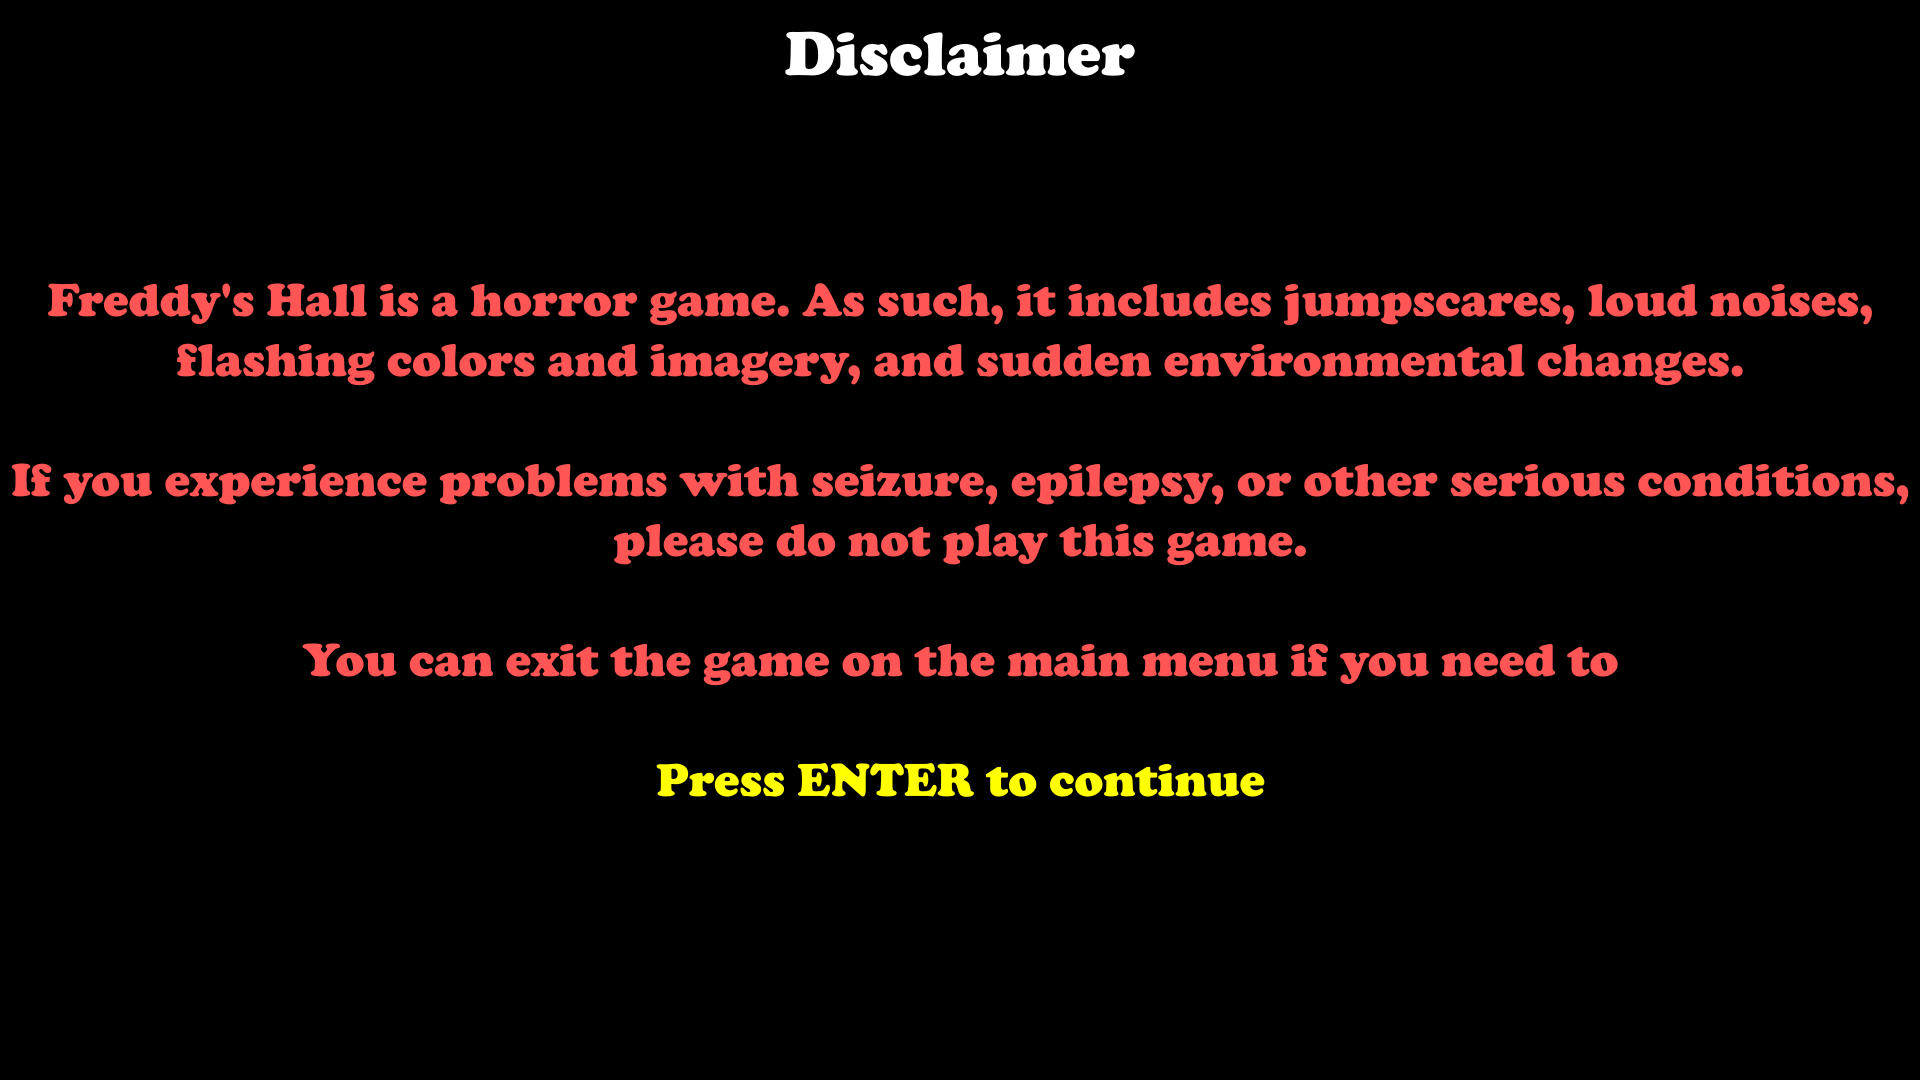 Disclaimer
Freddy's Hall is a horror game. As such, it includes jumpscares, loud noises,
flashing colors and imagery, and sudden environmental changes.
If you experience problems with seizure, epilepsy, or other serious conditions,
please do not play this game.
You can exit the game on the main menu if you need to
Press ENTER to continue